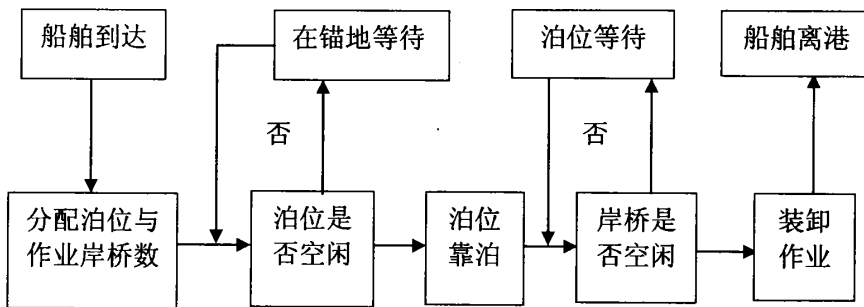 船舶到达
在锚地等待
泊位等待
船舶离港
否
否
分配泊位与
作业岸桥数
泊位是
否空闲
泊位
靠泊
岸桥是
否空闲
装卸
作业